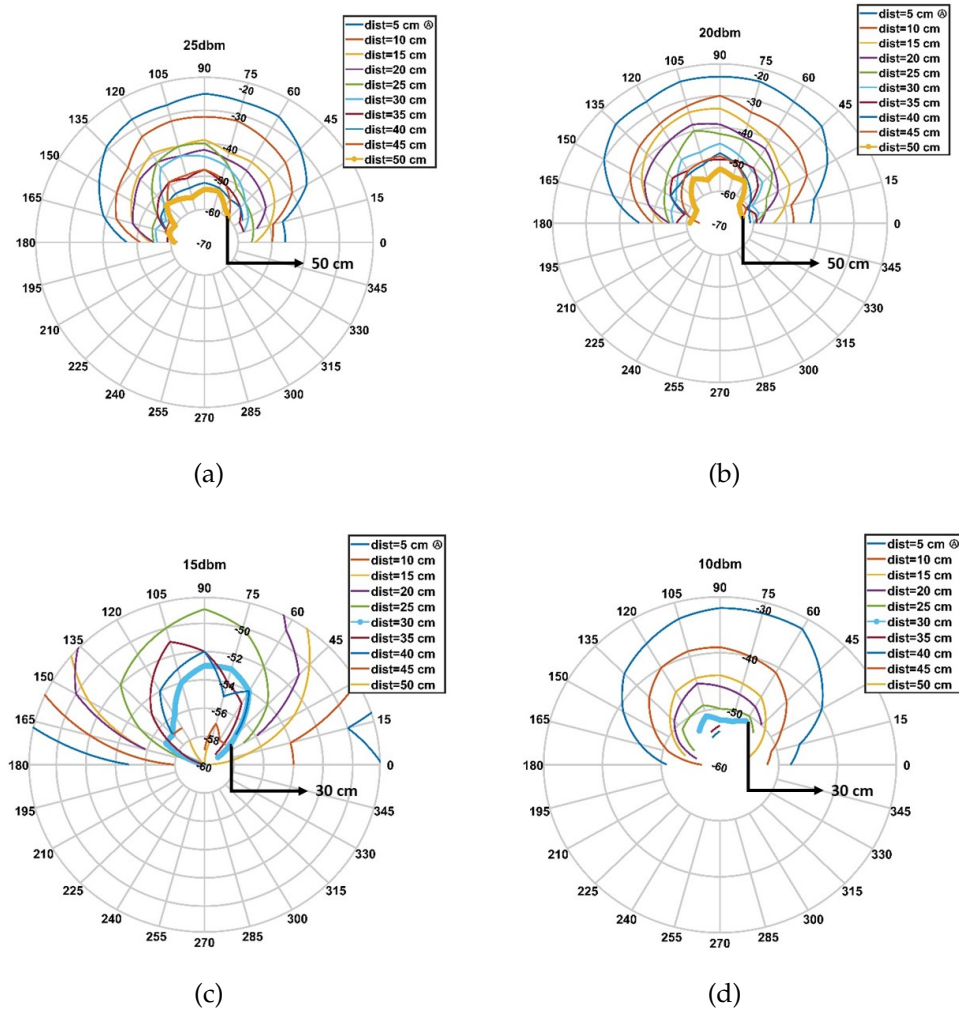 25dbm
dist=5 cm Ⓐ
dist=10 cm
dist=15 cm
dist=20 cm
dist=25 cm
dist=30 cm
dist=35 cm
dist=40 cm
dist=45 cm
dist=50 cm
90
105
75
120
60
135
45
150
165
15
180
0
195
345
210
330
225
315
240
300
255
270
285
-20
-30
-40
-50
-60
-70
50 cm
(a)
20dbm
dist=5 cm Ⓐ
dist=10 cm
dist=15 cm
dist=20 cm
dist=25 cm
dist=30 cm
dist=35 cm
dist=40 cm
dist=45 cm
dist=50 cm
90
105
75
120
60
135
45
150
165
15
180
0
195
345
210
330
225
315
240
300
255
270
285
-20
-30
-40
-50
-60
-70
50 cm
(b)
15dbm
dist=5 cm Ⓐ
dist=10 cm
dist=15 cm
dist=20 cm
dist=25 cm
dist=30 cm
dist=35 cm
dist=40 cm
dist=45 cm
dist=50 cm
90
105
75
120
60
135
45
150
165
15
180
0
195
345
210
330
225
315
240
300
255
270
285
-50
-52
-54
-56
-58
-60
30 cm
(c)
10dbm
dist=5 cm Ⓐ
dist=10 cm
dist=15 cm
dist=20 cm
dist=25 cm
dist=30 cm
dist=35 cm
dist=40 cm
dist=45 cm
dist=50 cm
90
105
75
120
60
135
45
150
165
15
180
0
195
345
210
330
225
315
240
300
255
270
285
-30
-40
-50
-60
30 cm
(d)